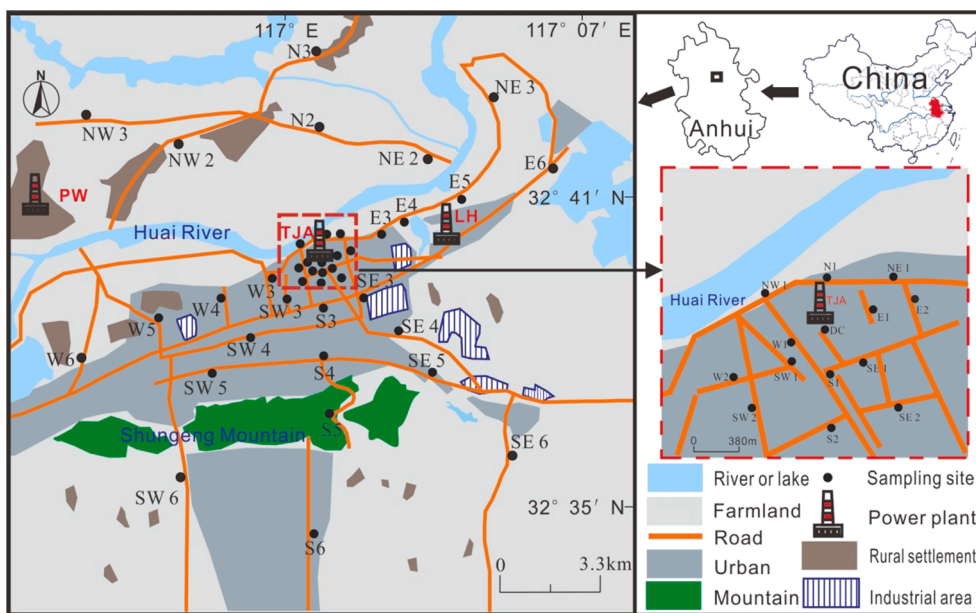 117° E
117° 07′ E
N
N3
NE 3
NW 3
N2
NW 2
NE 2
E6
PW
E5
32° 41′ N
E4
E3
LH
TJA
Huai River
W3
SE 3
W4
SW 3
S3
W5
SE 4
SW 4
W6
S4
SE 5
SW 5
S5
Shungeng Mountain
SE 6
SW 6
32° 35′ N
S6
0
3.3km
Anhui
China
N1
NE 1
NW 1
Huai River
TJA
E2
E1
DC
W1
SE 1
SW 1
S1
W2
SW 2
SE 2
S2
0
380m
River or lake
Sampling site
Farmland
Power plant
Road
Urban
Rural settlement
Mountain
Industrial area